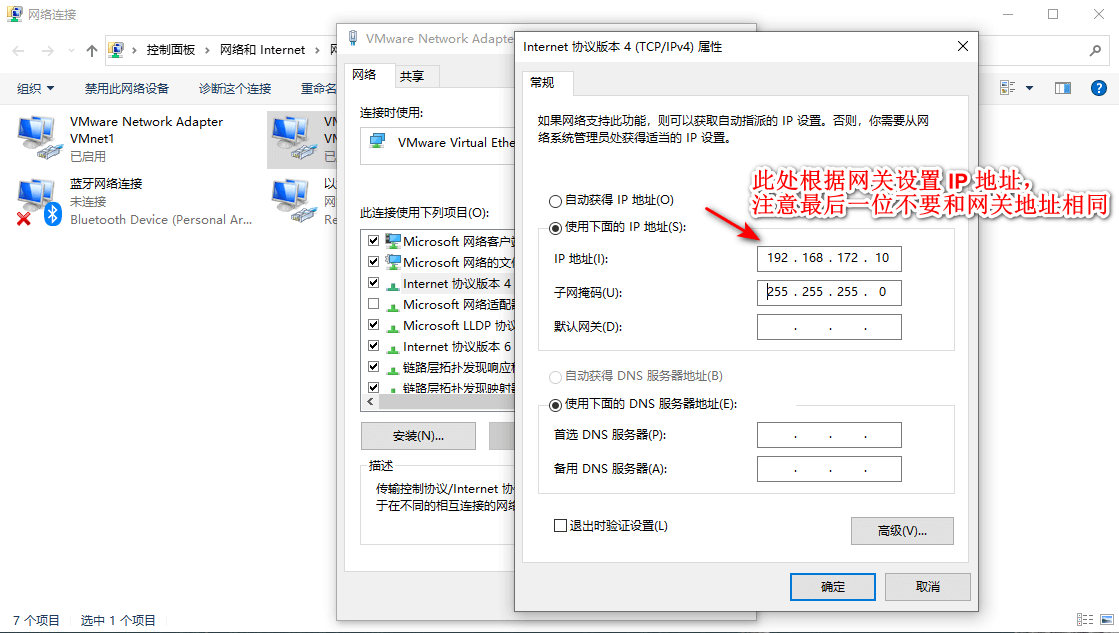 网络连接
控制面板 › 网络和 Internet ›
组织 禁用此网络设备 诊断这个连接 重命名
VMware Network Adapter
VMnet1
已启用
蓝牙网络连接
未连接
Bluetooth Device (Personal Ar...
7 个项目 选中 1 个项目
VMware Network Adapte
网络 共享
连接时使用:
VMware Virtual Ethe
此连接使用下列项目(O):
Microsoft 网络客户端
Microsoft 网络的文件
Internet 协议版本 4
Microsoft 网络适配器
Microsoft LLDP 协议
Internet 协议版本 6
链路层拓扑发现响应程
链路层拓扑发现映射器
安装(N)...
描述
传输控制协议/Internet 协
于在不同的相互连接的网络
Internet 协议版本 4 (TCP/IPv4) 属性
常规
如果网络支持此功能，则可以获取自动指派的 IP 设置。否则，你需要从网
络系统管理员处获得适当的 IP 设置。
自动获得 IP 地址(O)
使用下面的 IP 地址(S):
IP 地址(I): 192 . 168 . 172 . 10
子网掩码(U): 255 . 255 . 255 . 0
默认网关(D): . . .
自动获得 DNS 服务器地址(B)
使用下面的 DNS 服务器地址(E):
首选 DNS 服务器(P): . . .
备用 DNS 服务器(A): . . .
退出时验证设置(L)
高级(V)...
确定 取消
此处根据网关设置 IP 地址，
注意最后一位不要和网关地址相同